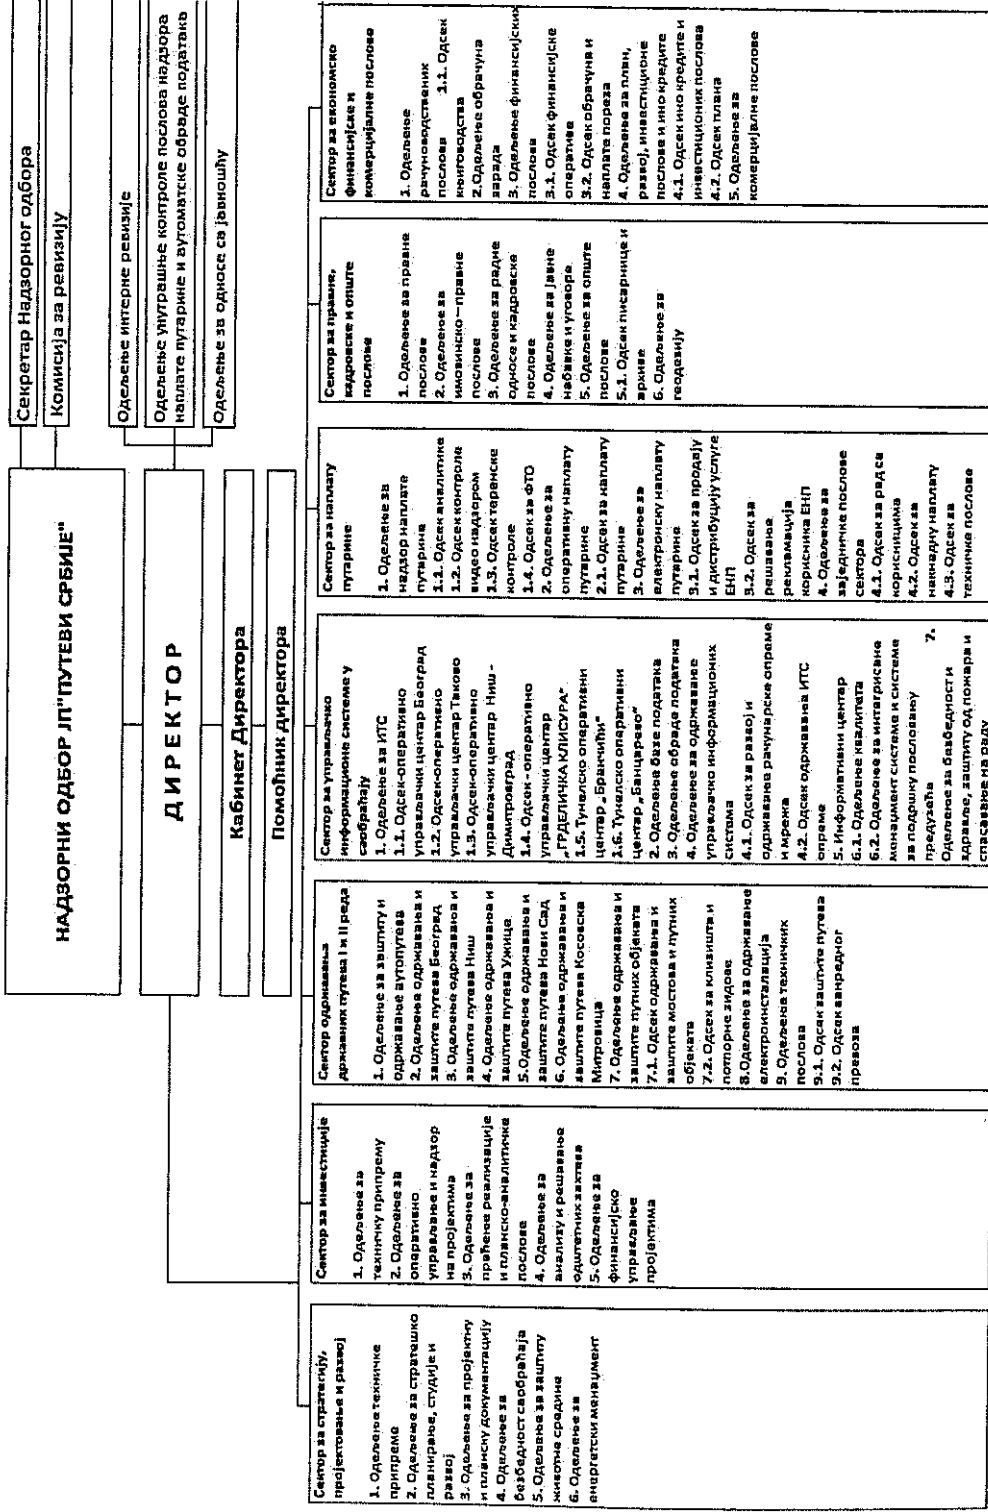 НАДЗОРНИ ОДБОР ЈП"ПУТЕВИ СРБИЈЕ"
Секретар Надзорног одбора
Комисија за ревизију
Д И Р Е К Т О Р
Одељење интерне ревизије
Одељење унутрашње контроле послова надзора
наплате путарине и аутоматске обраде података
Одељење за односе са јавношћу
Кабинет Директора
Помоћник директора
Сектор за стратегију,
пројектовање и развој
1. Одељење техничке
припреме
2. Одељење за стратешко
планирање, студије и
развој
3. Одељење за пројектну
и планску документацију
4. Одељење за
безбедност саобраћаја
5. Одељење за заштиту
животне средине
6. Одељење за
енергетски менаџмент
Сектор за инвестиције
1. Одељење за
техничку припрему
2. Одељење за
оперативно
управљање и надзор
на пројектима
3. Одељење за
праћење реализације
и планско-аналитичке
послове
4. Одељење за
анализу и решавање
одштетних захтева
5. Одељење за
финансијско
управљање
пројектима
Сектор одржавања
државних путева I и II реда
1. Одељење за заштиту и
одржавање аутопутева
2. Одељење одржавања и
заштите путева Београд
3. Одељење одржавања и
заштите путева Ниш
4. Одељење одржавања и
заштите путева Ужице
5.Одељење одржавања и
заштите путева Нови Сад
6. Одељење одржавања и
заштите путева Косовска
Митровица
7. Одељење одржавања и
заштите путних објеката
7.1. Одсек одржавања и
заштите мостова и путних
објеката
7.2. Одсек за клизишта и
потпорне зидове
8.Одељење за одржавање
електроинсталација
9. Одељење техничких
послова
9.1. Одсек заштите путева
9.2. Одсек ванредног
превоза
Сектор за управљачко
информационе системе у
саобраћају
1. Одељење за ИТС
1.1. Одсек-оперативно
управљачки центар Београд
1.2. Одсек-оперативно
управљачки центар Таково
1.3. Одсек-оперативно
управљачки центар Ниш -
Димитровград
1.4. Одсек - оперативно
управљачки центар
„ГРДЕЛИЧКА КЛИСУРА“
1.5. Тунелско оперативни
центар „Бранчићи“
1.6. Тунелско оперативни
центар „Банцарево“
2. Одељење базе података
3. Одељење обраде података
4. Одељење за одржавање
управљачко информационих
система
4.1. Одсек за развој и
одржавање рачунарске опреме
и мрежа
4.2. Одсек одржавања ИТС
опреме
5. Информативни центар
6.1. Одељење квалитета
6.2. Одељење за интегрисане
менаџмент системе и системе
за подршку пословању
предузећа 7.
Одељење за безбедност и
здравље, заштиту од пожара и
спасавање на раду
Сектор за наплату
путарине
1. Одељење за
надзор наплате
путарине
1.1. Одсек аналитике
1.2. Одсек контроле
видео надзором
1.3. Одсек теренске
контроле
1.4. Одсек за ФТО
2. Одељење за
оперативну наплату
путарине
2.1. Одсек за наплату
путарине
3. Одељење за
електронску наплату
путарине
3.1. Одсек за продају
и дистрибуцију услуге
ЕНП
3.2. Одсек за
решавање
рекламација
корисника ЕНП
4. Одељење за
заједничке послове
сектора
4.1. Одсек за рад са
корисницима
4.2. Одсек за
накнадну наплату
4.3. Одсек за
техничке послове
Сектор за правне,
кадровске и опште
послове
1. Одељење за правне
послове
2. Одељење за
имовинско–правне
послове
3. Одељење за радне
односе и кадровске
послове
4. Одељење за јавне
набавке и уговоре
5. Одељење за опште
послове
5.1. Одсек писарнице и
архиве
6. Одељење за
геодезију
Сектор за економско
финансијске и
комерцијалне послове
1. Одељење
рачуноводствених
послова 1.1. Одсек
књиговодства
2.Одељење обрачуна
зарада
3. Одељење финансијских
послова
3.1. Одсек финансијске
оперативе
3.2. Одсек обрачуна и
наплате пореза
4. Одељење за план,
развој, инвестиционе
послове и ино кредите
4.1. Одсек ино кредите и
инвестиционих послова
4.2. Одсек плана
5. Одељење за
комерцијалне послове